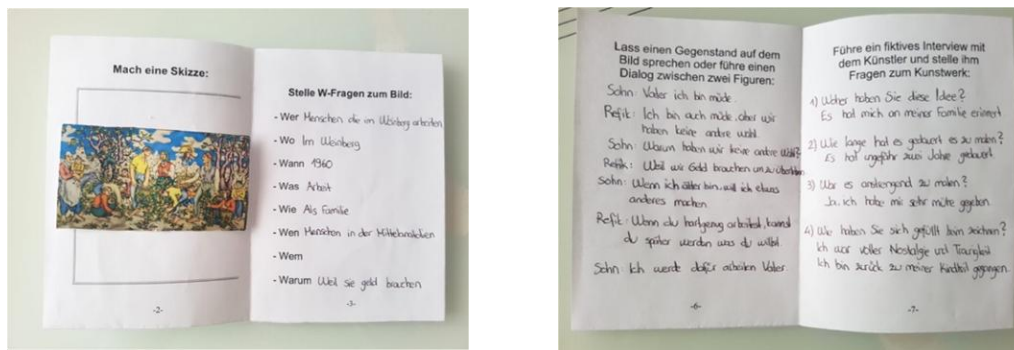 Mach eine Skizze:
-2-
Stelle W-Fragen zum Bild:
- Wer Menschen die im Weinberg arbeiten
- Wo Im Weinberg
- Wann 1960
- Was Arbeit
- Wie Als Familie
- Wen Menschen in der
- Wem
- Warum Weil sie geld brauchen
-3-
Lass einen Gegenstand auf dem
Bild sprechen oder führe einen
Dialog zwischen zwei Figuren:
Sohn: Vater ich bin müde.
Refik: Ich bin auch müde, aber wir
haben keine andere wahl.
Sohn: Warum haben wir keine andere Wahl?
Refik: Weil wir Geld brauchen um zu überleben
Sohn: Wenn ich älter bin, will ich etwas
anderes machen.
Refik: Wenn du arbeitest, kannst
du später werden was du willst.
Sohn: Ich werde dafür arbeiten Vater.
-6-
Führe ein fiktives Interview mit
dem Künstler und stelle ihm
Fragen zum Kunstwerk:
1) Woher haben Sie diese Idee?
Es hat mich an meiner Familie erinnert
2) Wie lange hat es gedauert es zu malen?
Es hat ungefähr zwei Jahre gedauert.
3) War es anstrengend zu malen?
Ja, ich habe mir sehr mühe gegeben.
4) Wie haben Sie sich gefüllt beim zeichnen?
Ich war voller Nostalgie und
Ich bin zurück zu meiner Kindheit gegangen.
-7-